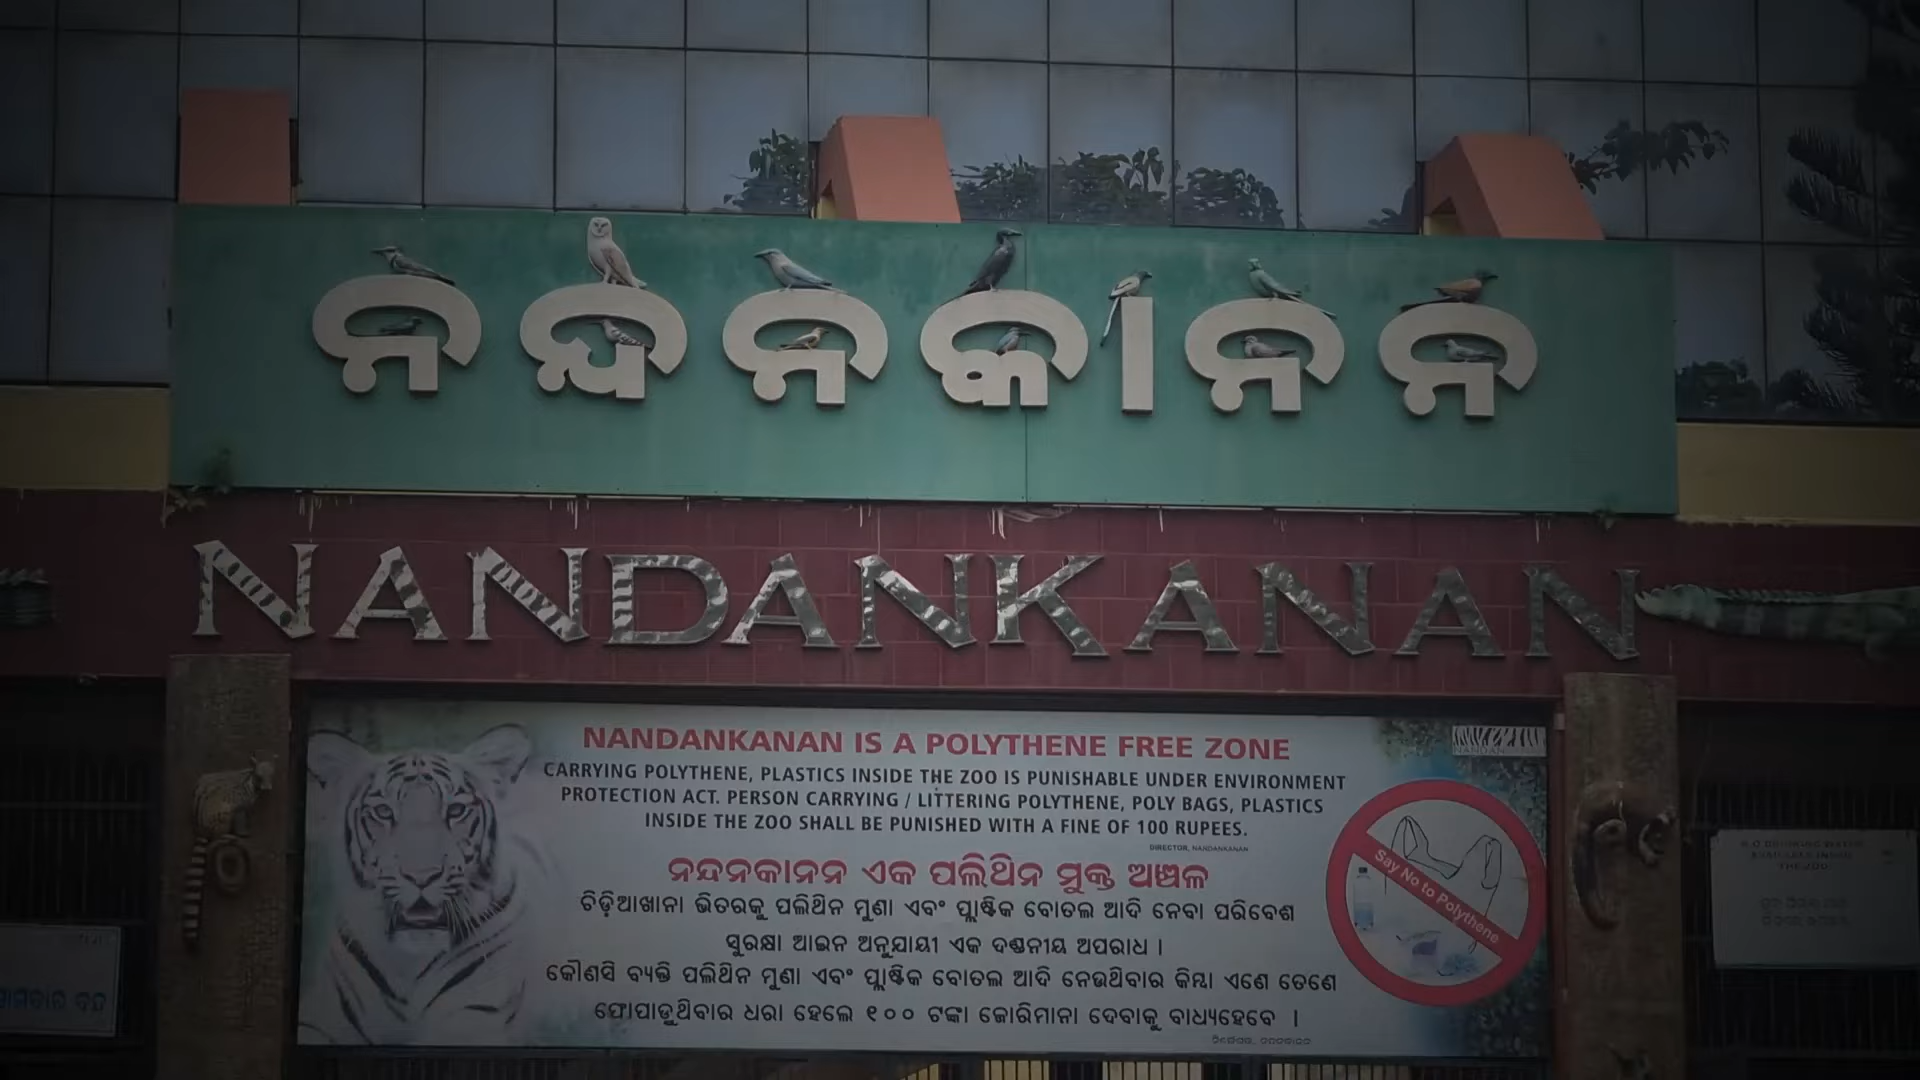 ନନ୍ଦନକାନନ
NANDANKANAN
NANDANKANAN IS A POLYTHENE FREE ZONE
CARRYING POLYTHENE, PLASTICS INSIDE THE ZOO IS PUNISHABLE UNDER ENVIRONMENT
PROTECTION ACT. PERSON CARRYING / LITTERING POLYTHENE, POLY BAGS, PLASTICS
INSIDE THE ZOO SHALL BE PUNISHED WITH A FINE OF 100 RUPEES.
DIRECTOR, NANDANKANAN
ନନ୍ଦନକାନନ ଏକ ପଲିଥିନ ମୁକ୍ତ ଅଞ୍ଚଳ
ଚିଡ଼ିଆଖାନା ଭିତରକୁ ପଲିଥିନ ମୁଣା ଏବଂ ପ୍ଲାଷ୍ଟିକ ବୋତଲ ଆଦି ନେବା ପରିବେଶ
ସୁରକ୍ଷା ଆଇନ ଅନୁଯାୟୀ ଏକ ଦଣ୍ଡନୀୟ ଅପରାଧ ।
କୌଣସି ବ୍ୟକ୍ତି ପଲିଥିନ ମୁଣା ଏବଂ ପ୍ଲାଷ୍ଟିକ ବୋତଲ ଆଦି ନେଉଥିବାର କିମ୍ବା ଏଣେ ତେଣେ
ଫୋପାଡୁଥିବାର ଧରା ହେଲେ ୧୦୦ ଟଙ୍କା ଜୋରିମାନା ଦେବାକୁ ବାଧ୍ୟହେବେ ।
Say No to Polythene